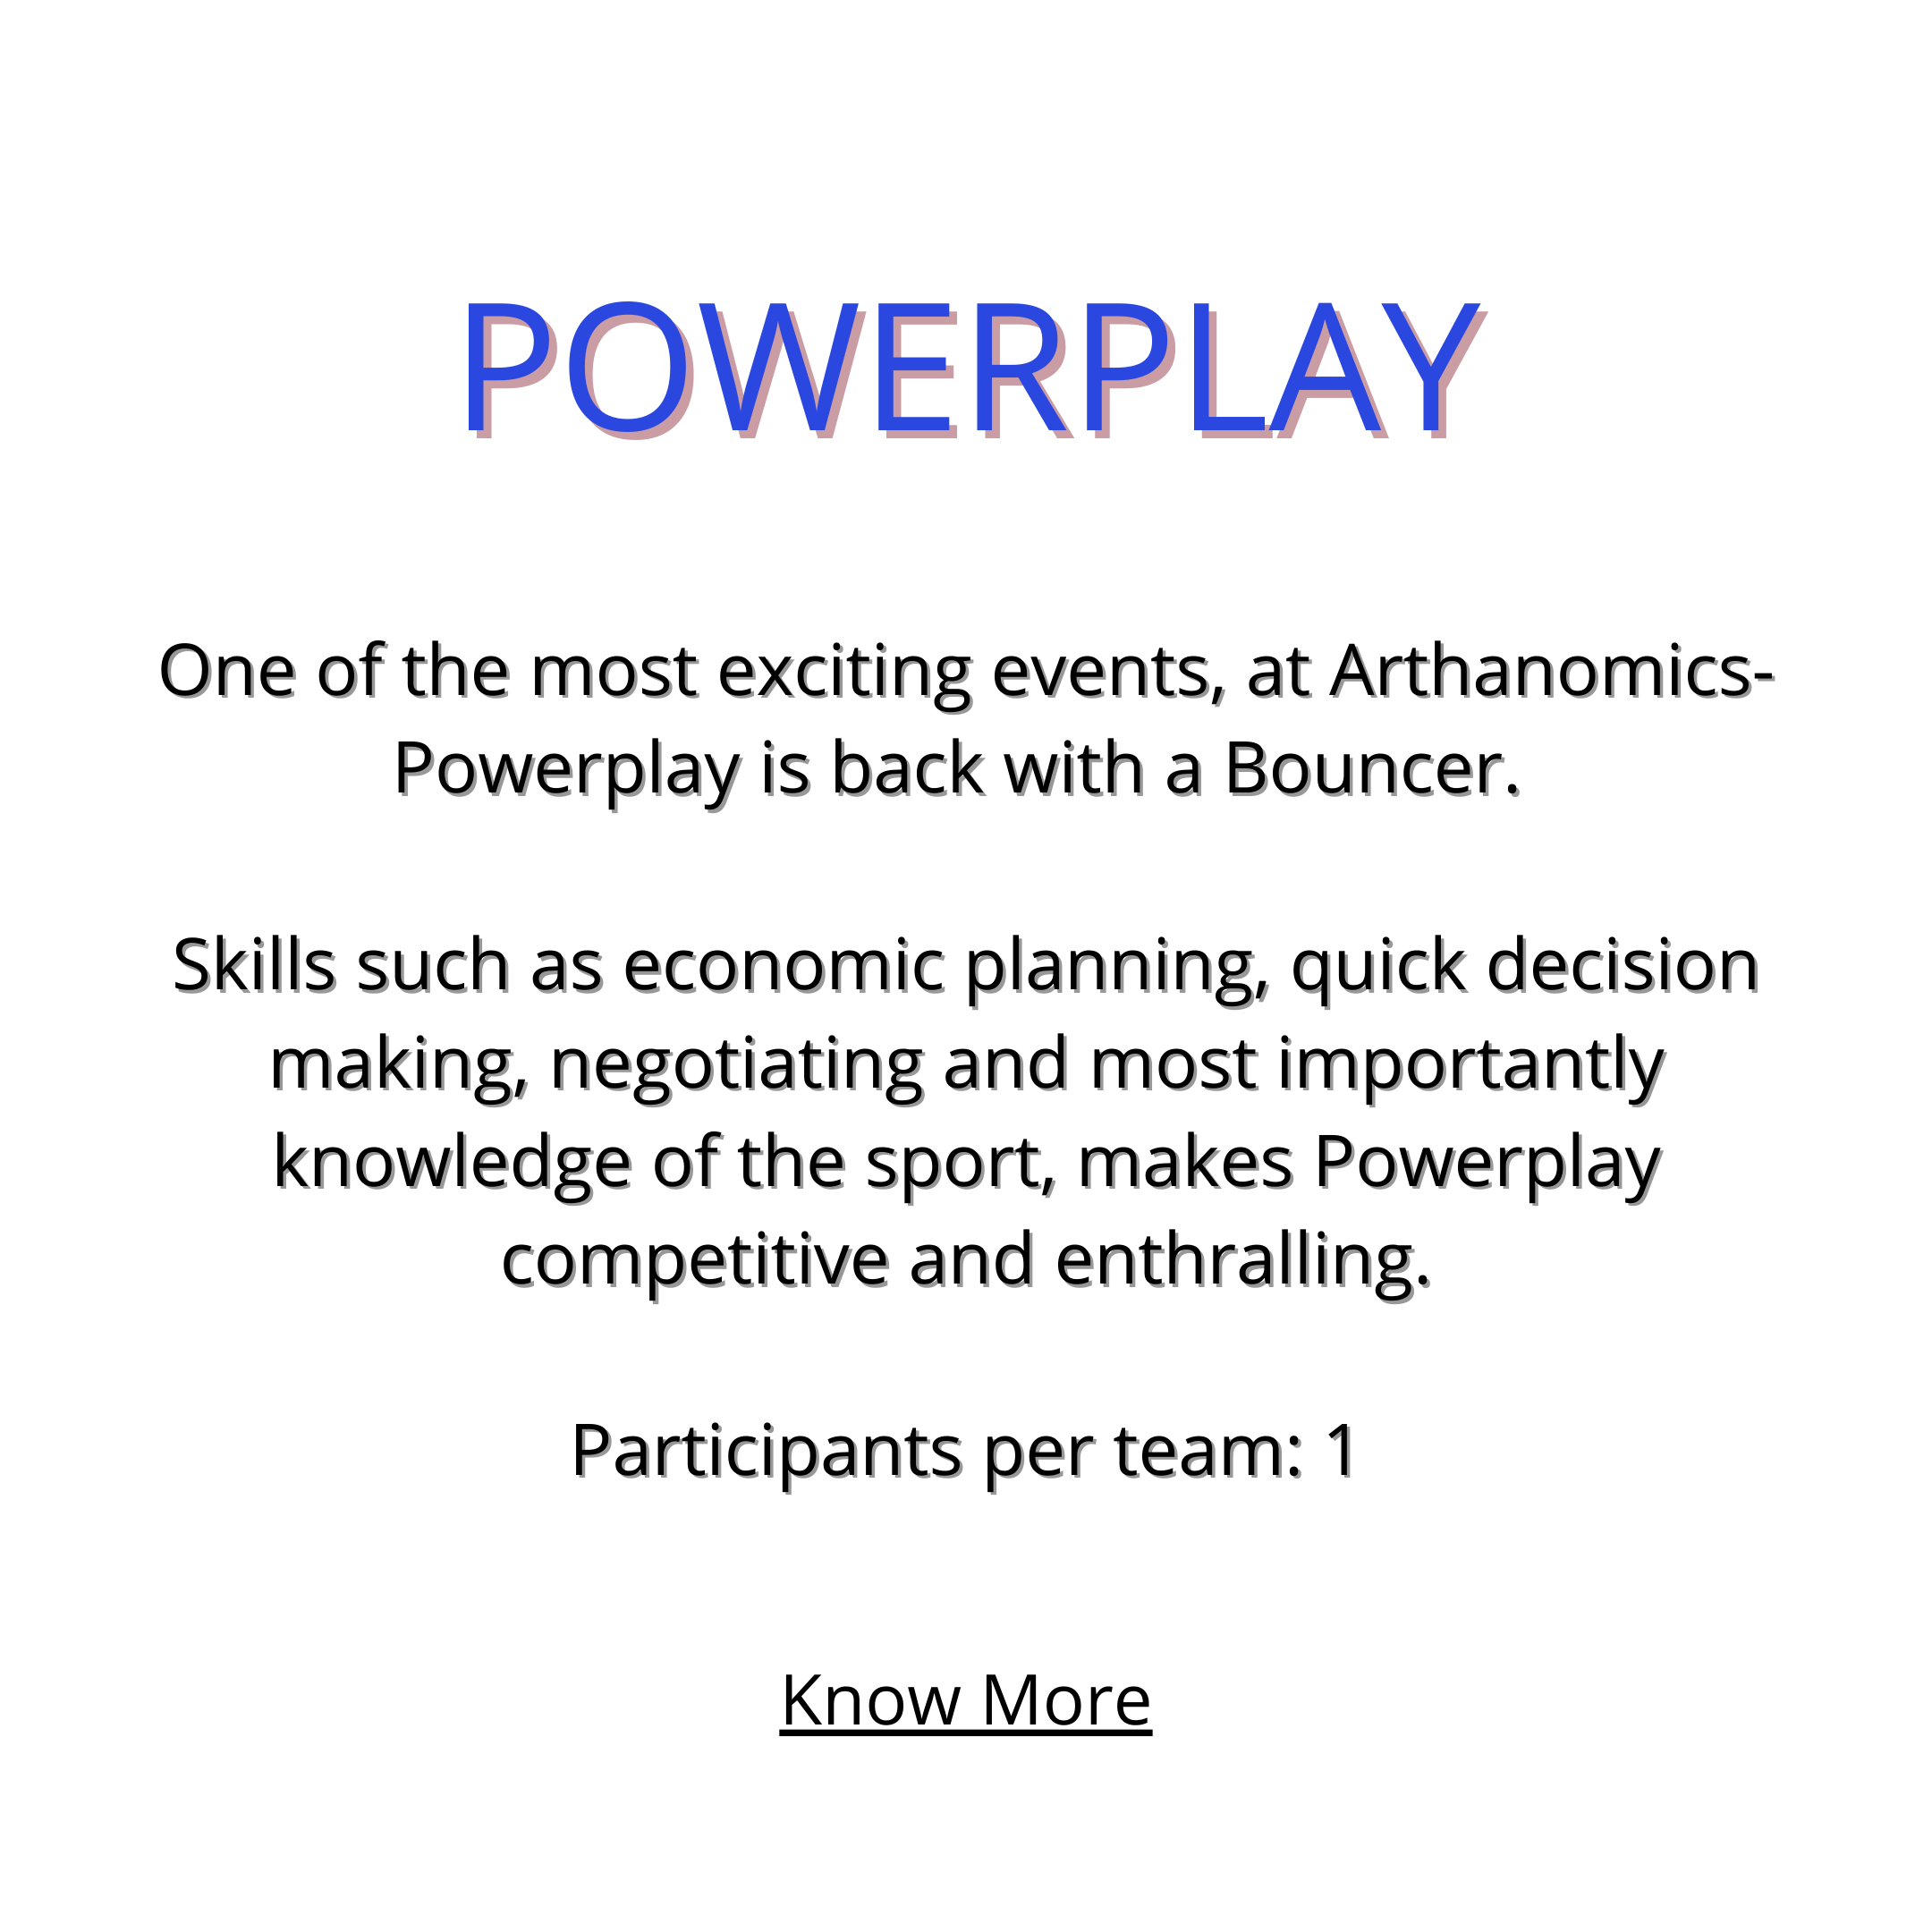 POWERPLAY
One of the most exciting events, at Arthanomics-
Powerplay is back with a Bouncer.
Skills such as economic planning, quick decision
making, negotiating and most importantly
knowledge of the sport, makes Powerplay
competitive and enthralling.
Participants per team: 1
Know More